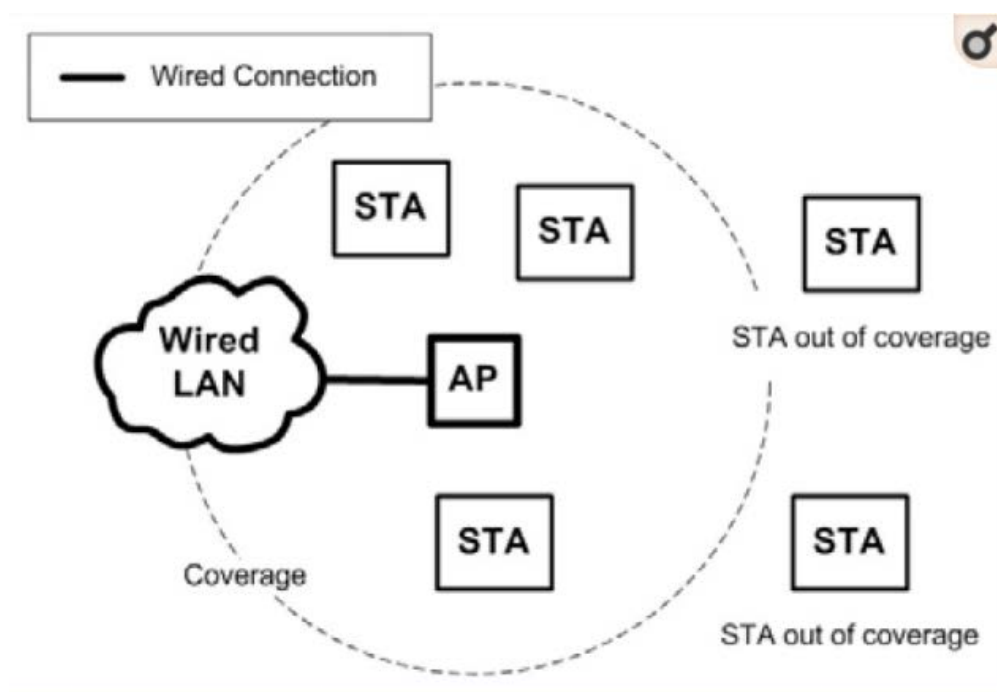 Wired Connection
STA
STA
STA
STA out of coverage
Wired
LAN
AP
STA
STA
Coverage
STA out of coverage